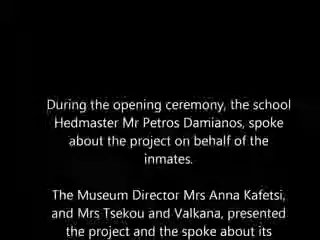 During the opening ceremony, the school
Hedmaster Mr Petros Damianos, spoke
about the project on behalf of the
inmates.
The Museum Director Mrs Anna Kafetsi,
and Mrs Tsekou and Valkana, presented
the project and the spoke about its